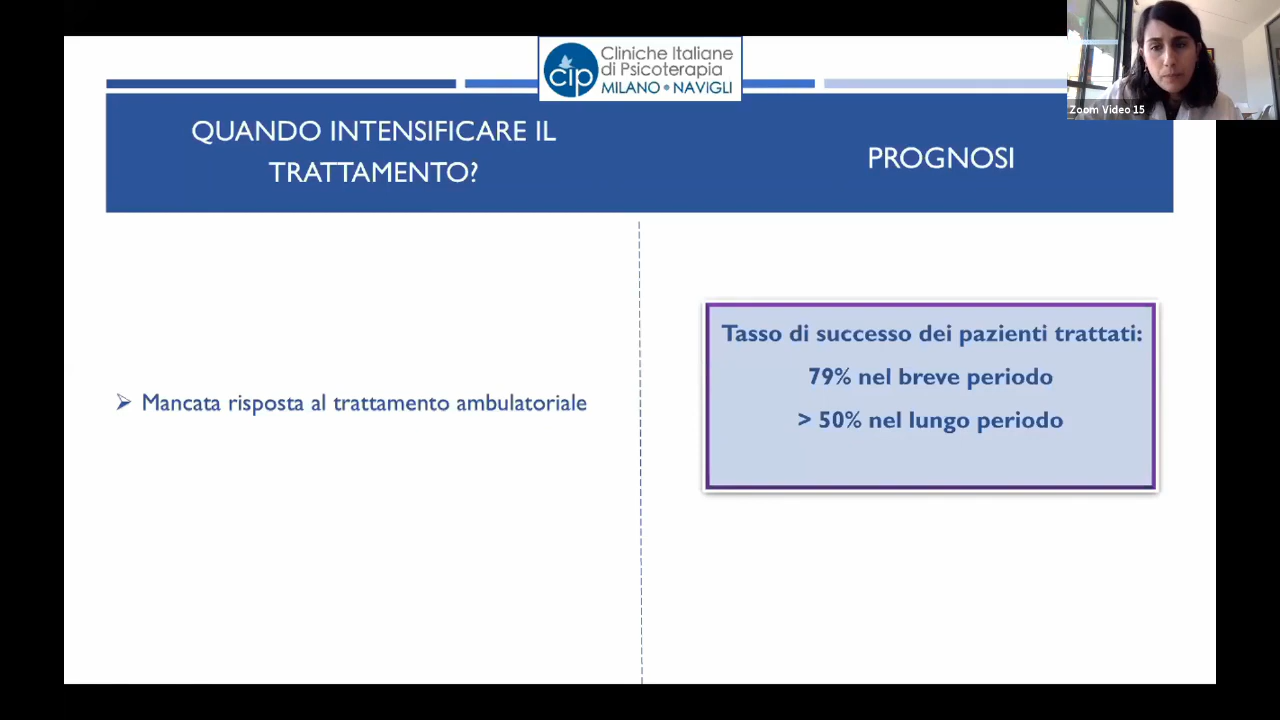 cip
Cliniche Italiane
di Psicoterapia
MILANO • NAVIGLI
Zoom Video 15
QUANDO INTENSIFICARE IL
TRATTAMENTO?
PROGNOSI
➢ Mancata risposta al trattamento ambulatoriale
Tasso di successo dei pazienti trattati:
79% nel breve periodo
> 50% nel lungo periodo